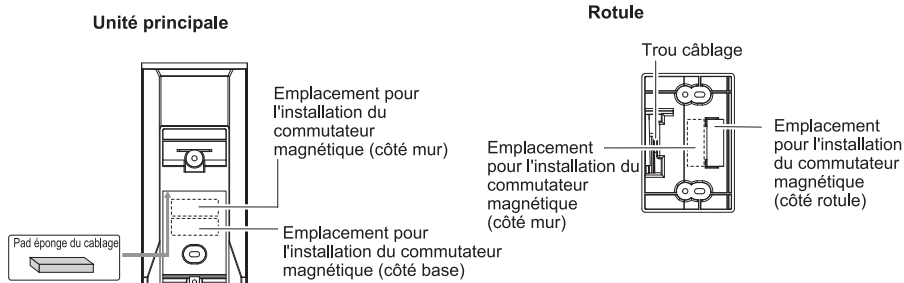 Unité principale
Emplacement pour
l'installation du
commutateur
magnétique (côté mur)
Emplacement pour
l'installation du commutateur
magnétique (côté base)
Pad éponge du cablage
Rotule
Trou câblage
Emplacement
pour l'installation du
commutateur
magnétique
(côté mur)
Emplacement
pour l'installation
du commutateur
magnétique
(côté rotule)